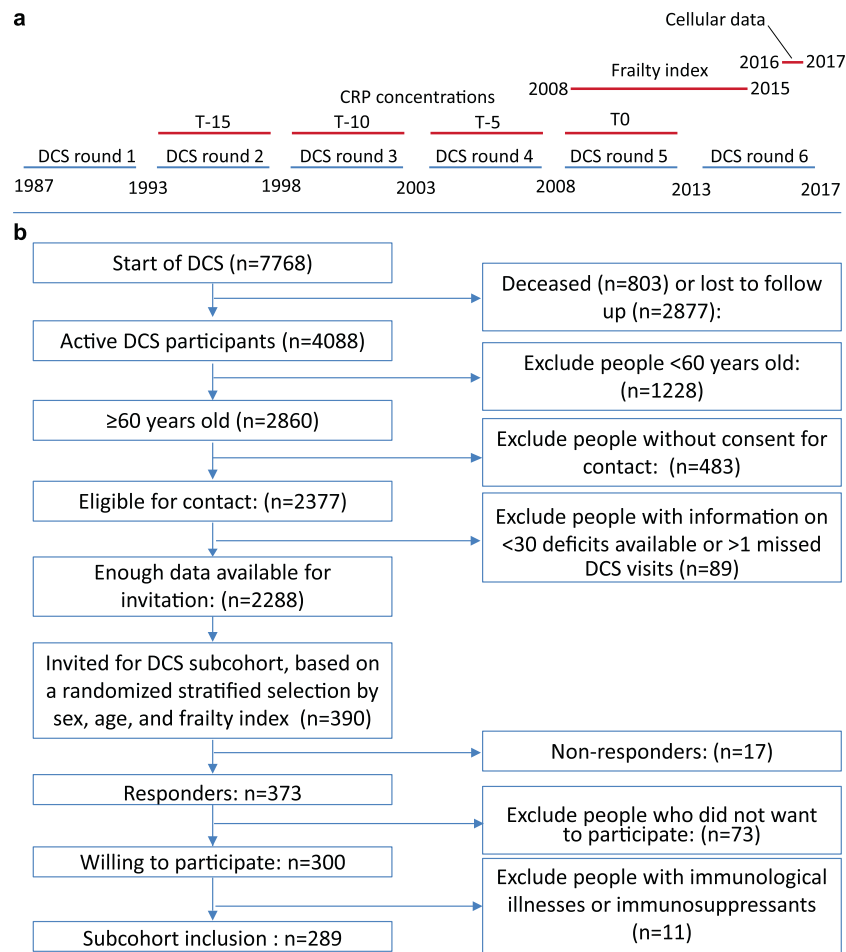 a
Cellular data
2016 2017
Frailty index
2008 2015
CRP concentrations
T-15 T-10 T-5 T0
DCS round 1 DCS round 2 DCS round 3 DCS round 4 DCS round 5 DCS round 6
1987 1993 1998 2003 2008 2013 2017
b
Start of DCS (n=7768)
Deceased (n=803) or lost to follow
up (n=2877):
Active DCS participants (n=4088)
Exclude people <60 years old:
(n=1228)
≥60 years old (n=2860)
Exclude people without consent for
contact: (n=483)
Eligible for contact: (n=2377)
Exclude people with information on
<30 deficits available or >1 missed
DCS visits (n=89)
Enough data available for
invitation: (n=2288)
Invited for DCS subcohort, based on
a randomized stratified selection by
sex, age, and frailty index (n=390)
Non-responders: (n=17)
Responders: n=373
Exclude people who did not want
to participate: (n=73)
Willing to participate: n=300
Exclude people with immunological
illnesses or immunosuppressants
(n=11)
Subcohort inclusion : n=289